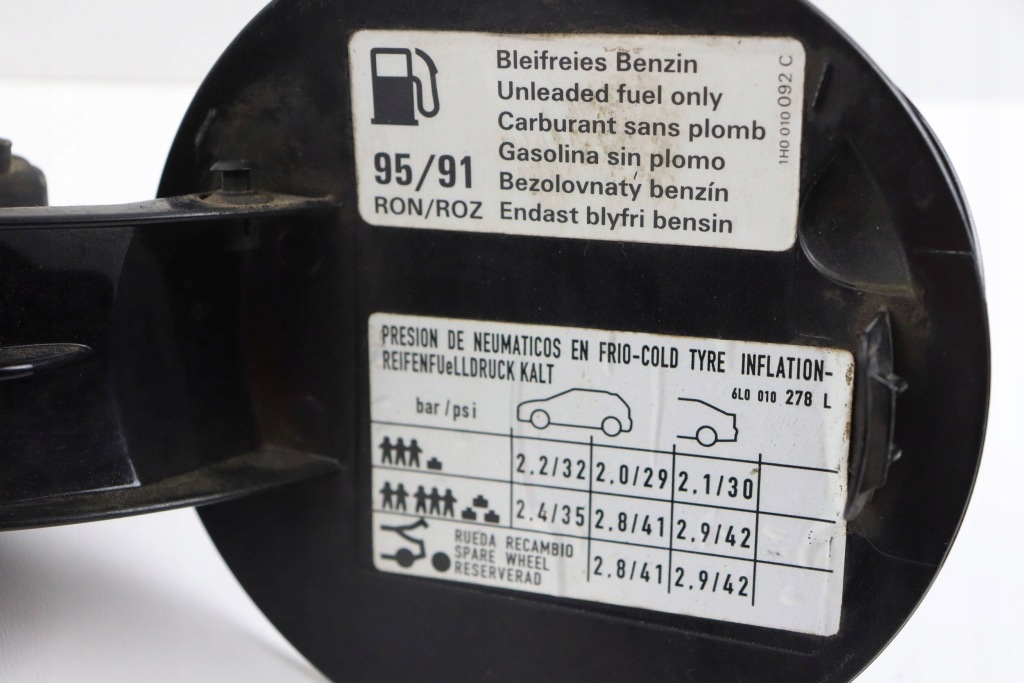 Bleifreies Benzin
Unleaded fuel only
Carburant sans plomb
Gasolina sin plomo
Bezolovnatý benzín
Endast blyfri bensin
95/91
RON/ROZ
1H0 010 092 C
PRESION DE NEUMATICOS EN FRIO-COLD TYRE INFLATION-
REIFENFUeLLDRUCK KALT
6L0 010 278 L
bar/psi
2.2/32 2.0/29 2.1/30
2.4/35 2.8/41 2.9/42
RUEDA RECAMBIO
SPARE WHEEL
RESERVERAD
2.8/41 2.9/42